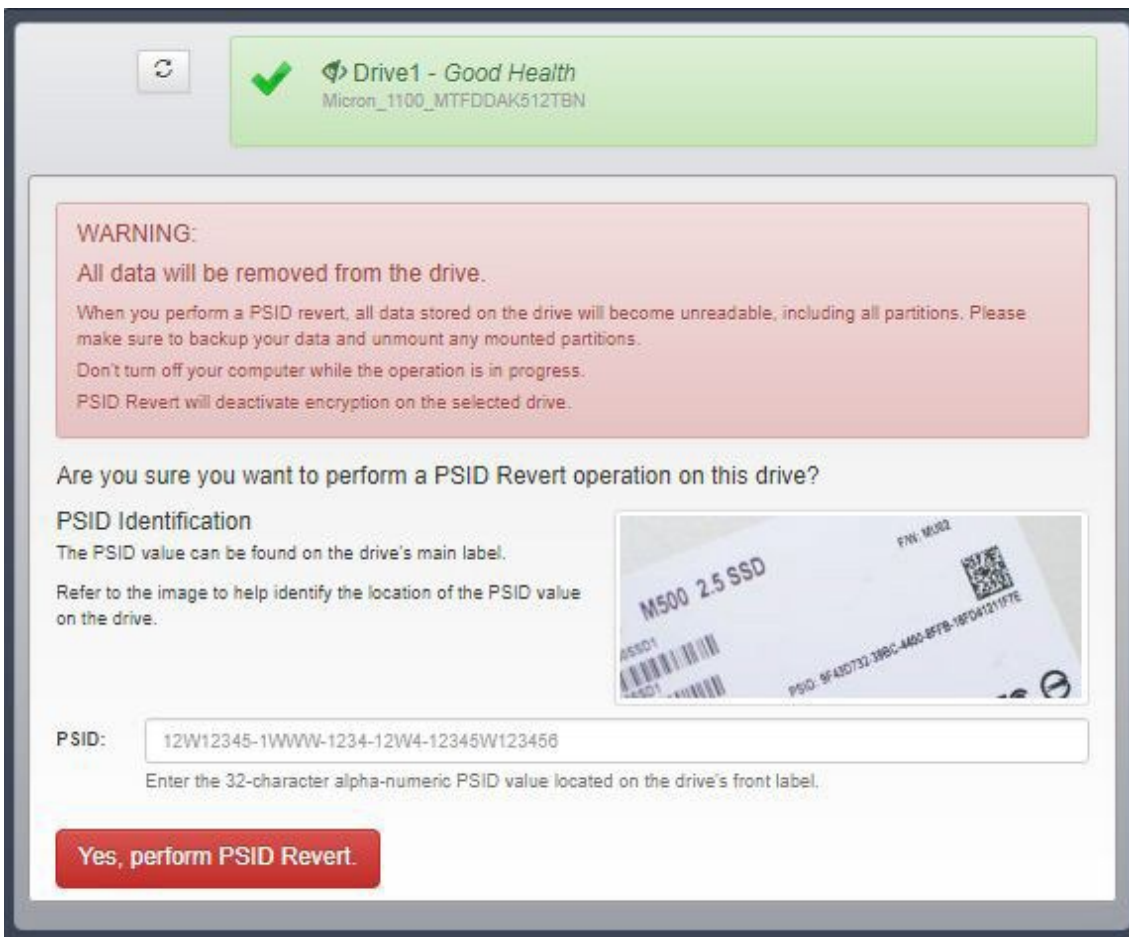 Drive1 - Good Health
Micron_1100_MTFDDAK512TBN
WARNING:
All data will be removed from the drive.
When you perform a PSID revert, all data stored on the drive will become unreadable, including all partitions. Please
make sure to backup your data and unmount any mounted partitions.
Don't turn off your computer while the operation is in progress.
PSID Revert will deactivate encryption on the selected drive.
Are you sure you want to perform a PSID Revert operation on this drive?
PSID Identification
The PSID value can be found on the drive's main label.
Refer to the image to help identify the location of the PSID value
on the drive.
F/W: MU02
M500 2.5 SSD
PSID:
PSID:
12W12345-1WWW-1234-12W4-12345W123456
Enter the 32-character alpha-numeric PSID value located on the drive's front label.
Yes, perform PSID Revert.